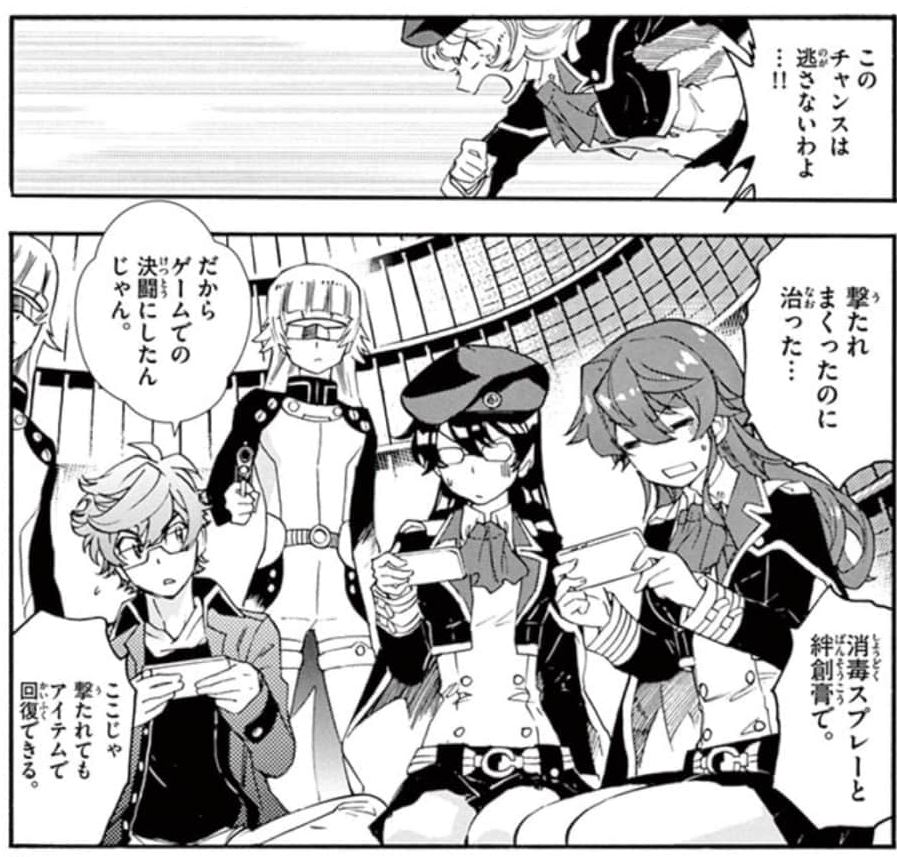 この
チャンスは
逃さないわよ
…!!
撃たれ
まくったのに
治った…
消毒スプレーと
絆創膏で。
だから
ゲームでの
決闘にしたん
じゃん。
ここじゃ
撃たれても
アイテムで
回復できる。